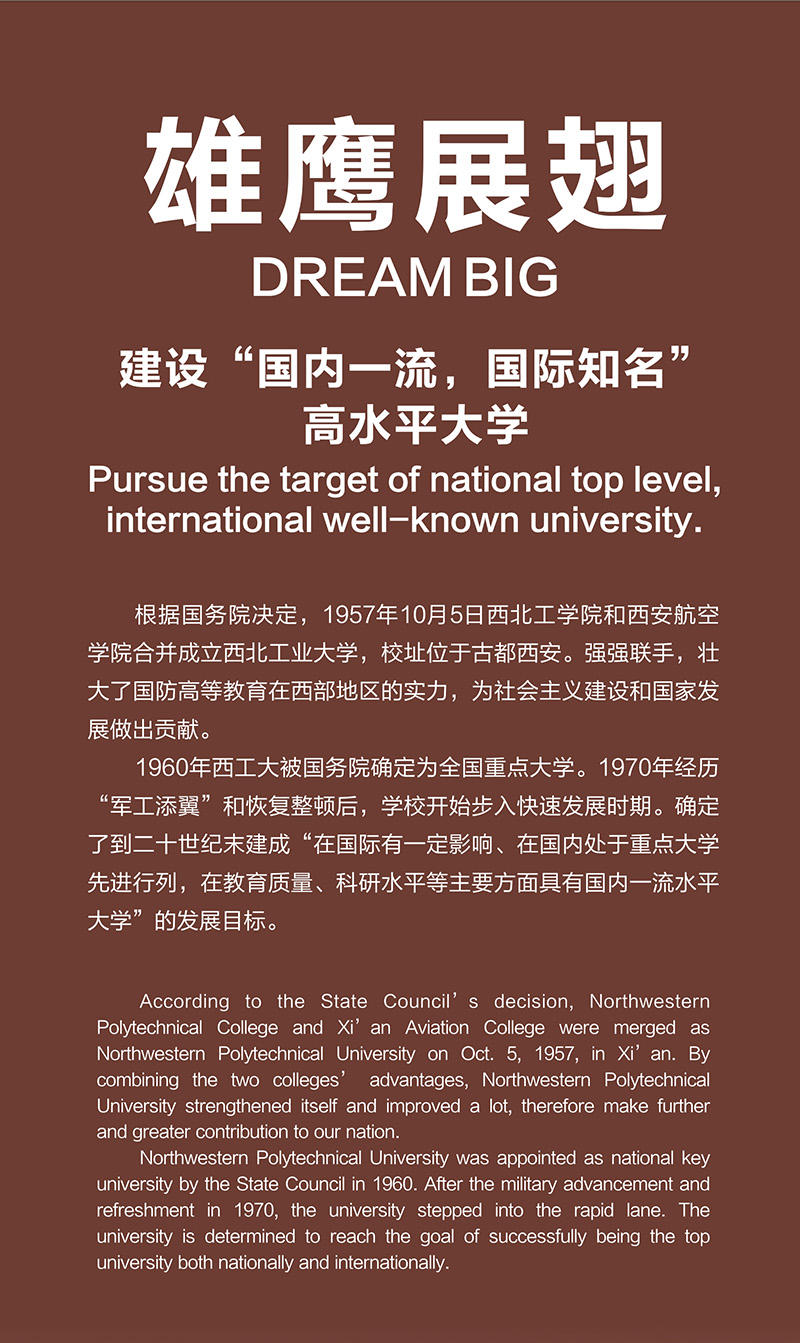 雄鹰展翅
DREAM BIG
建设“国内一流，国际知名”
高水平大学
Pursue the target of national top level,
international well-known university.
根据国务院决定，1957年10月5日西北工学院和西安航空
学院合并成立西北工业大学，校址位于古都西安。强强联手，壮
大了国防高等教育在西部地区的实力，为社会主义建设和国家发
展做出贡献。
1960年西工大被国务院确定为全国重点大学。1970年经历
“军工添翼”和恢复整顿后，学校开始步入快速发展时期。确定
了到二十世纪末建成“在国际有一定影响、在国内处于重点大学
先进行列，在教育质量、科研水平等主要方面具有国内一流水平
大学”的发展目标。
According to the State Council’s decision, Northwestern
Polytechnical College and Xi’an Aviation College were merged as
Northwestern Polytechnical University on Oct. 5, 1957, in Xi’an. By
combining the two colleges’ advantages, Northwestern Polytechnical
University strengthened itself and improved a lot, therefore make further
and greater contribution to our nation.
Northwestern Polytechnical University was appointed as national key
university by the State Council in 1960. After the military advancement and
refreshment in 1970, the university stepped into the rapid lane. The
university is determined to reach the goal of successfully being the top
university both nationally and internationally.